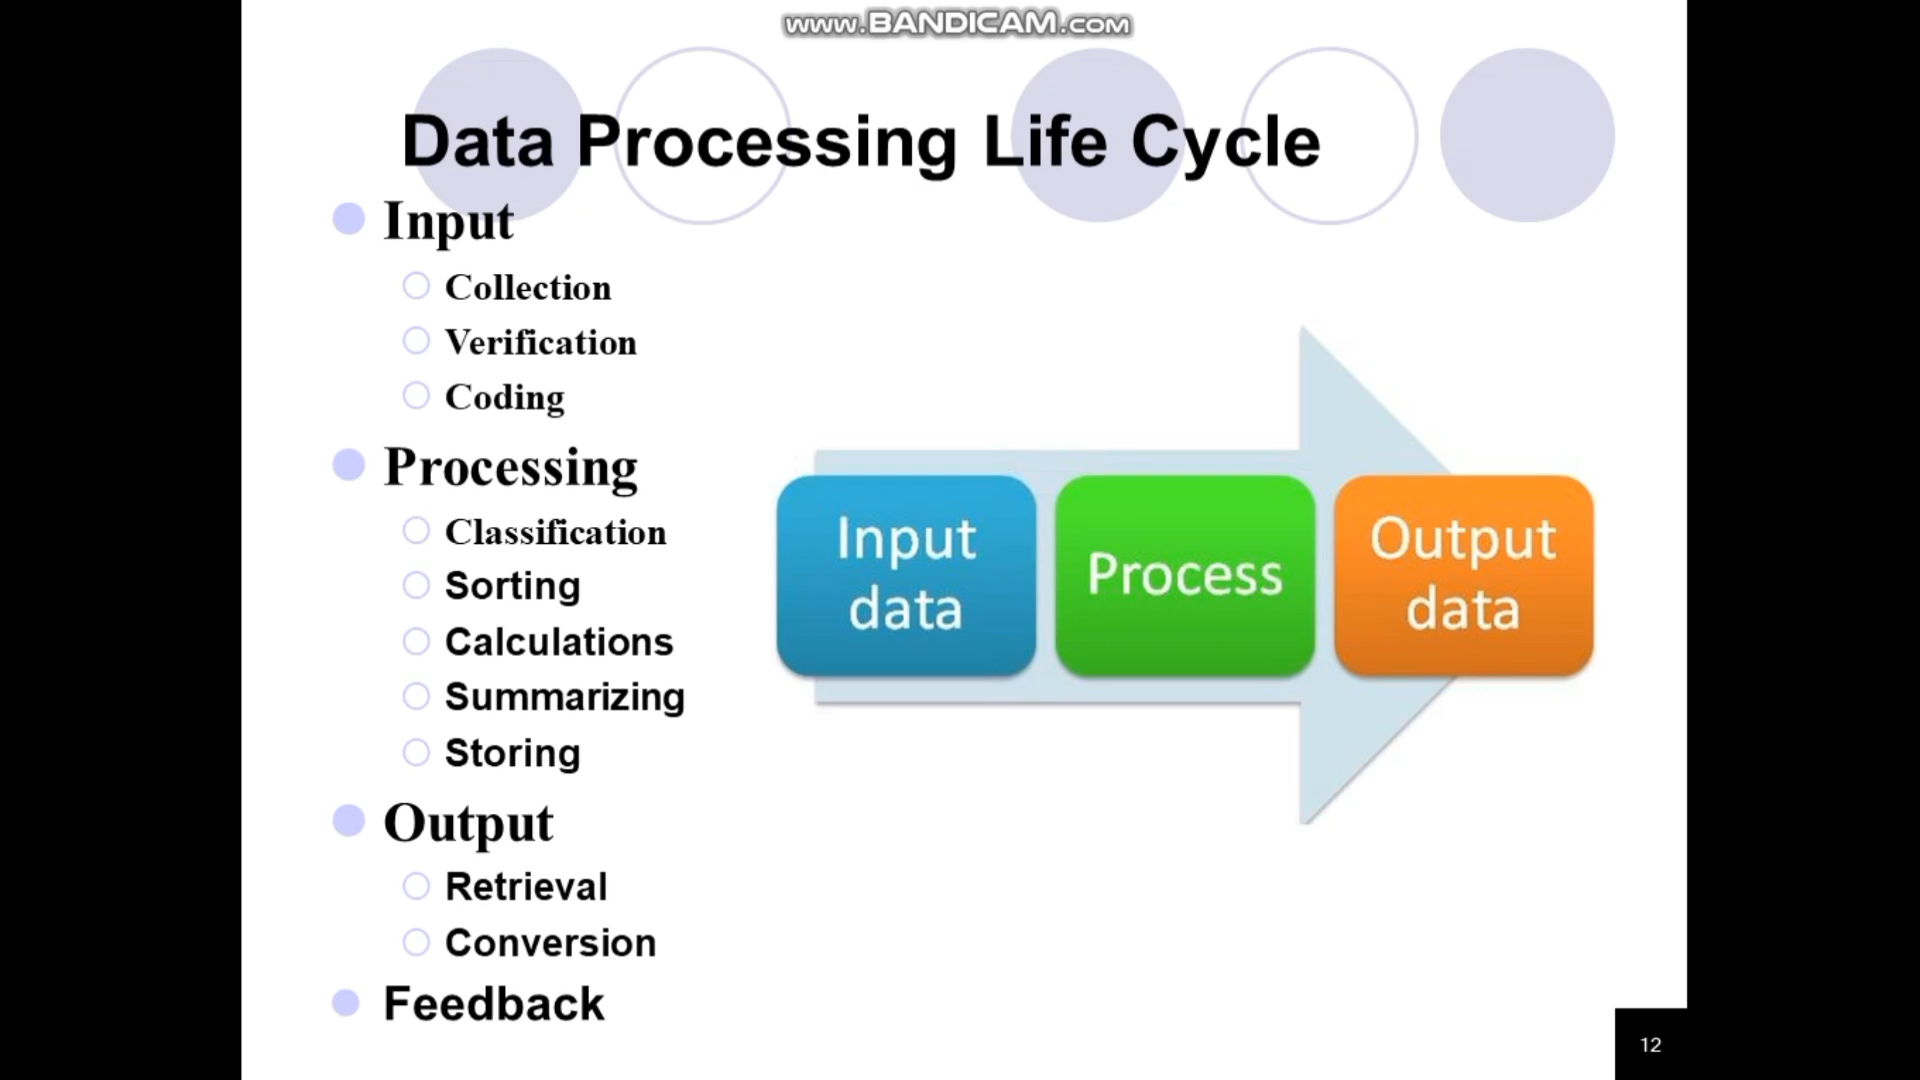 www.BANDICAM.com
Data Processing Life Cycle
Input
Collection
Verification
Coding
Processing
Classification
Sorting
Calculations
Summarizing
Storing
Output
Retrieval
Conversion
Feedback
Input
data
Process
Output
data
12